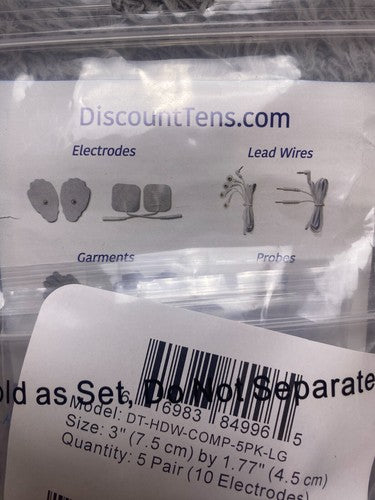 DiscountTens.com
Electrodes
Lead Wires
Garments
Probes
old as Set, Do Not Separate
16983 84996 5
Model: DT-HDW-COMP-5PK-LG
Size: 3" (7.5 cm) by 1.77" (4.5 cm)
Quantity: 5 Pair (10 Electrodes)